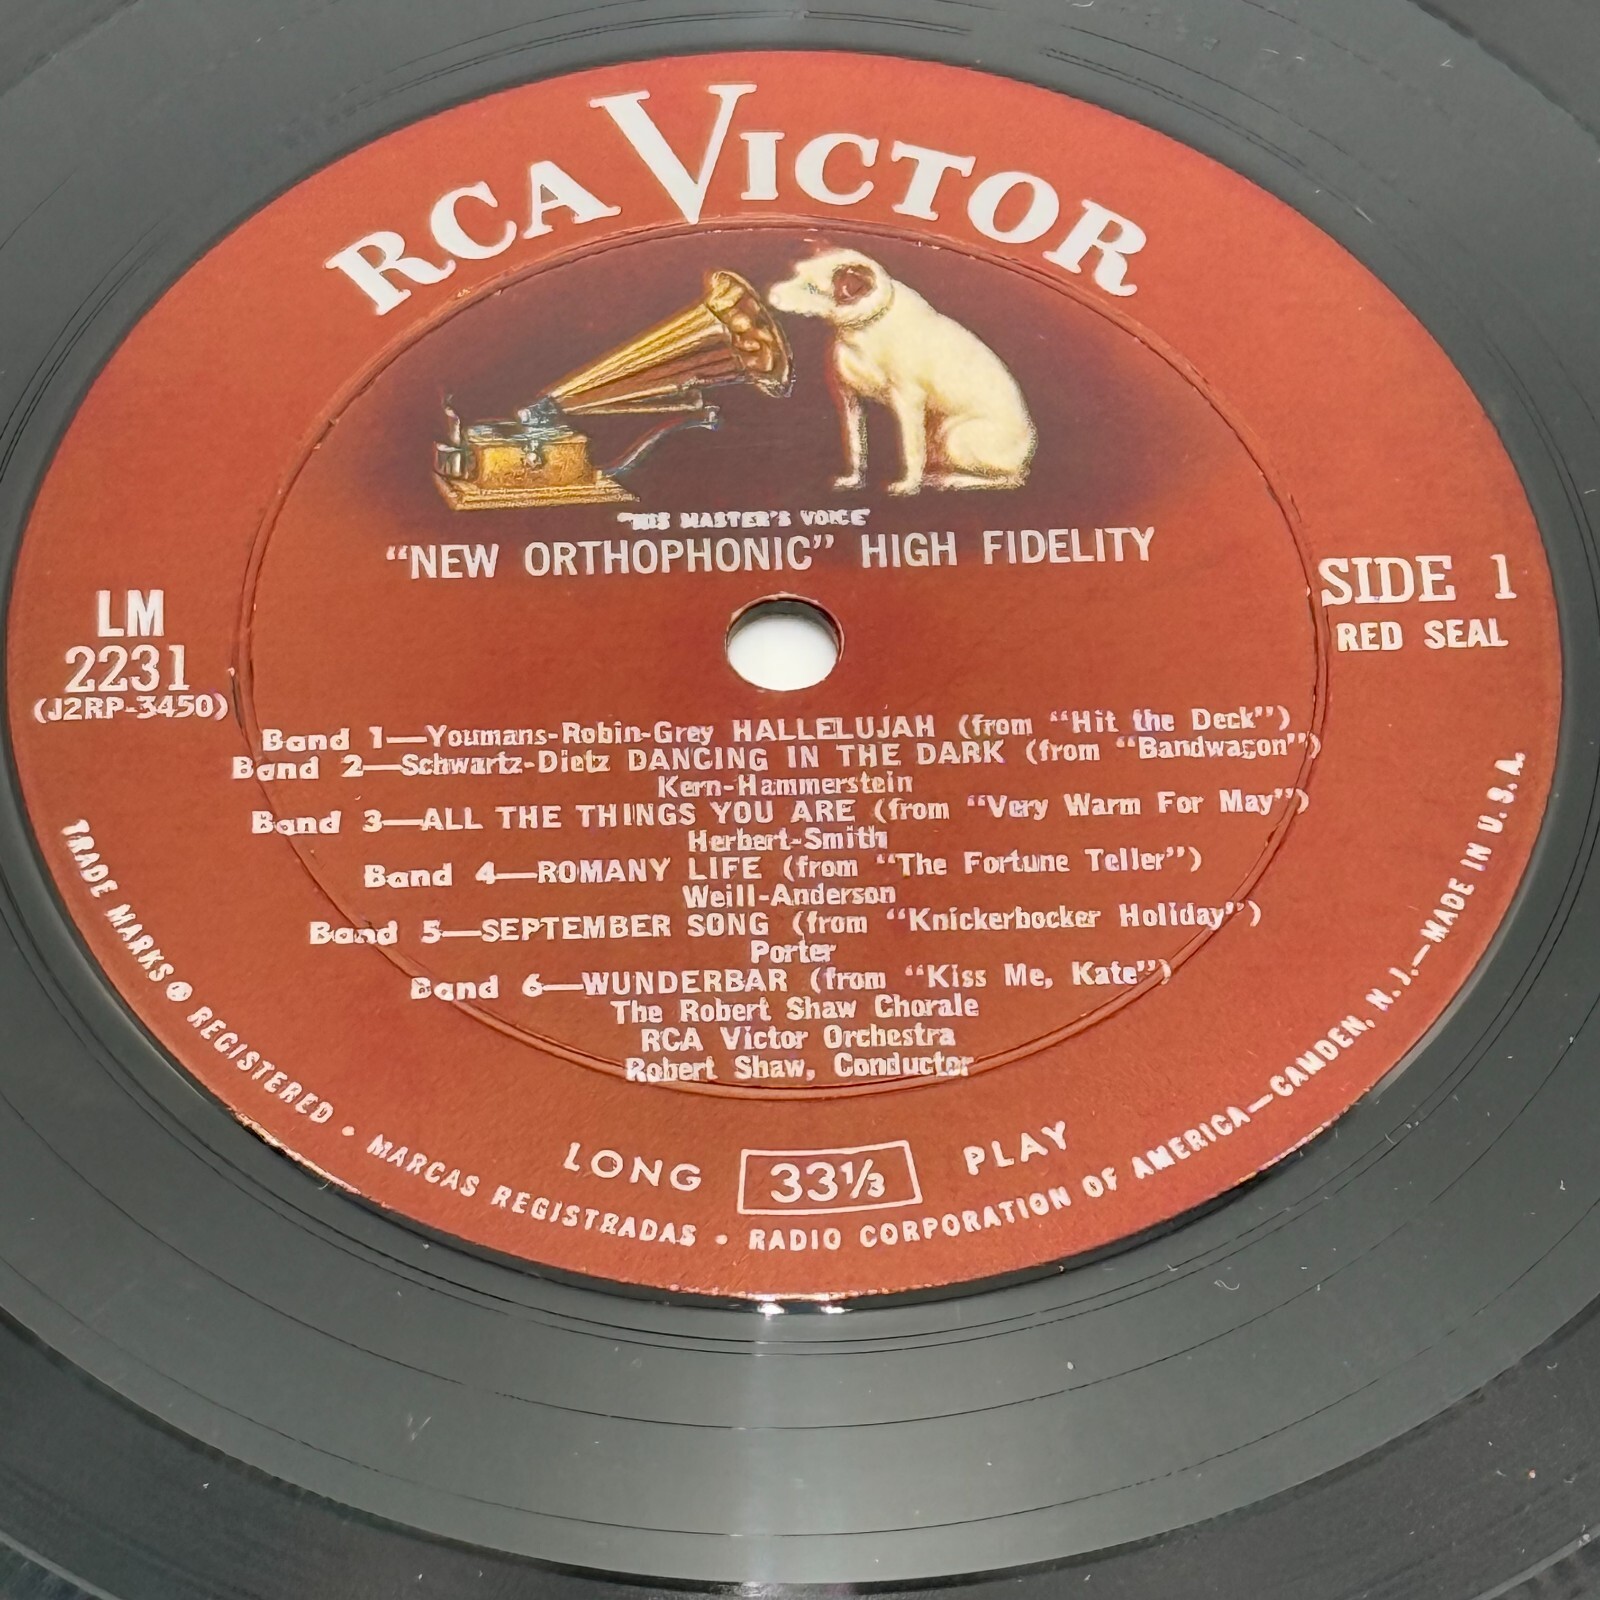 RCA VICTOR
"HIS MASTER'S VOICE"
"NEW ORTHOPHONIC" HIGH FIDELITY
LM
2231
(J2RP-3450)
SIDE 1
RED SEAL
Band 1—Youmans-Robin-Grey HALLELUJAH (from "Hit the Deck")
Band 2—Schwartz-Dietz DANCING IN THE DARK (from "Bandwagon")
Kern-Hammerstein
Band 3—ALL THE THINGS YOU ARE (from "Very Warm For May")
Herbert-Smith
Band 4—ROMANY LIFE (from "The Fortune Teller")
Weill-Anderson
Band 5—SEPTEMBER SONG (from "Knickerbocker Holiday")
Porter
Band 6—WUNDERBAR (from "Kiss Me, Kate")
The Robert Shaw Chorale
RCA Victor Orchestra
Robert Shaw, Conductor
LONG 33⅓ PLAY
TRADE MARKS ® REGISTERED • MARCAS REGISTRADAS • RADIO CORPORATION OF AMERICA—CAMDEN, N. J.—MADE IN U.S.A.